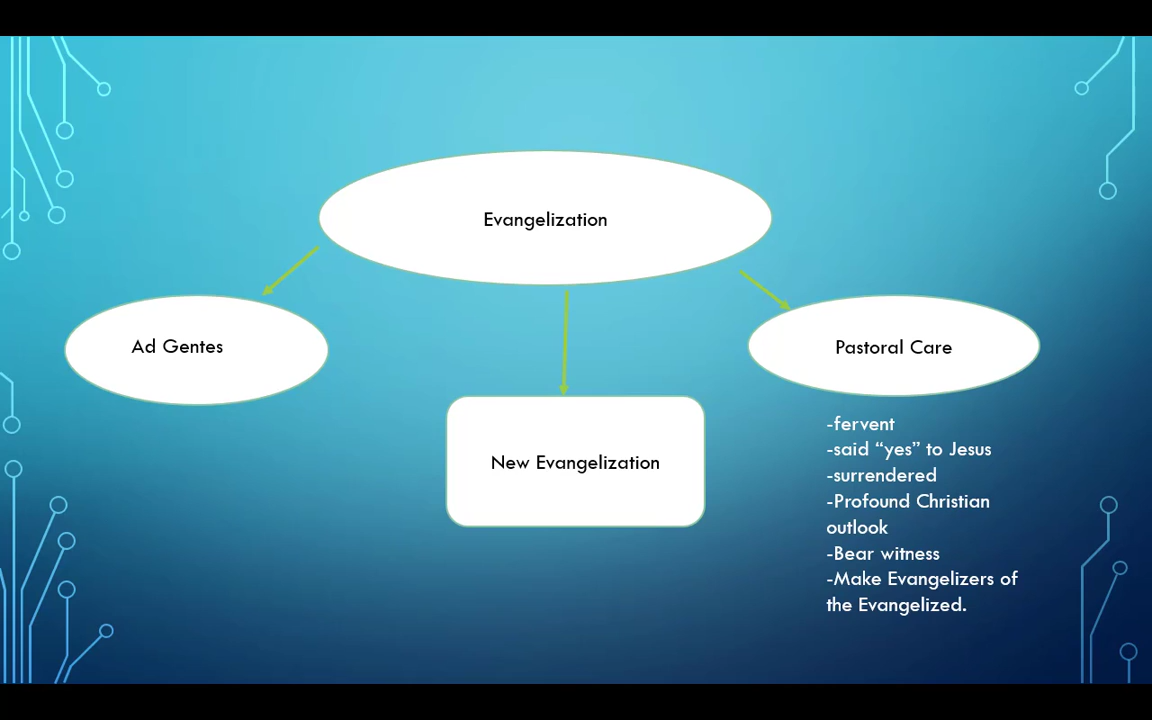 Evangelization
Ad Gentes
Pastoral Care
New Evangelization
-fervent
-said “yes” to Jesus
-surrendered
-Profound Christian
outlook
-Bear witness
-Make Evangelizers of
the Evangelized.